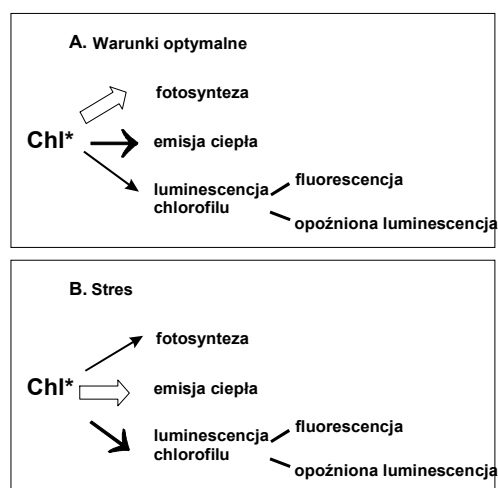 A. Warunki optymalne
fotosynteza
Chl*
emisja ciepła
fluorescencja
luminescencja
chlorofilu
opoźniona luminescencja
B. Stres
fotosynteza
Chl*
emisja ciepła
fluorescencja
luminescencja
chlorofilu
opoźniona luminescencja